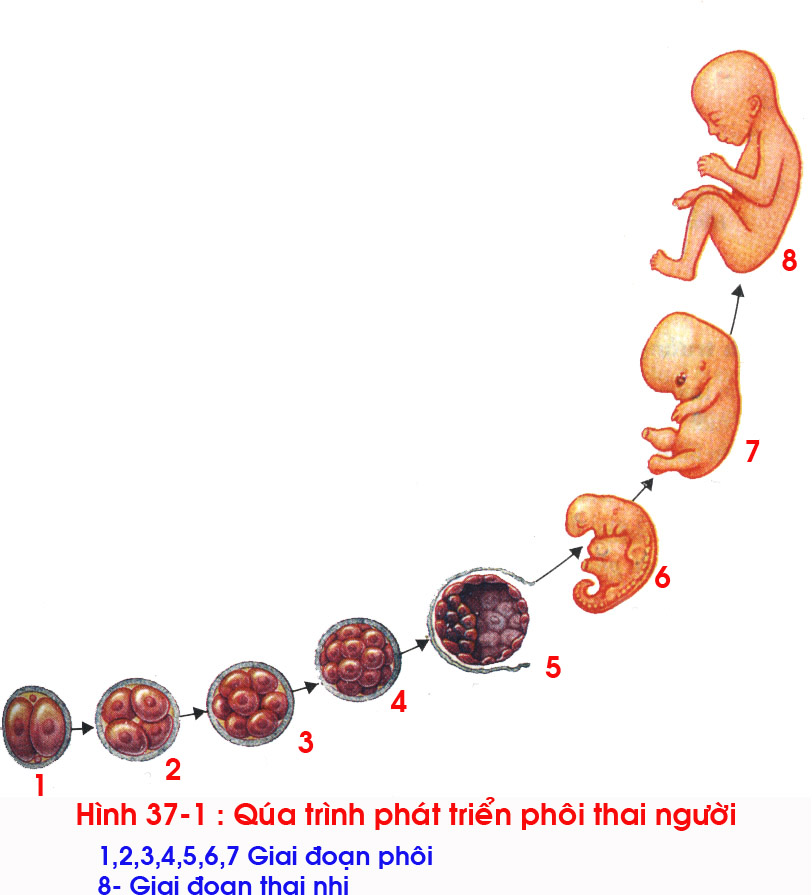 8
7
6
5
4
3
2
1
Hình 37-1 : Qúa trình phát triển phôi thai người
1,2,3,4,5,6,7 Giai đoạn phôi
8- Giai đoạn thai nhi